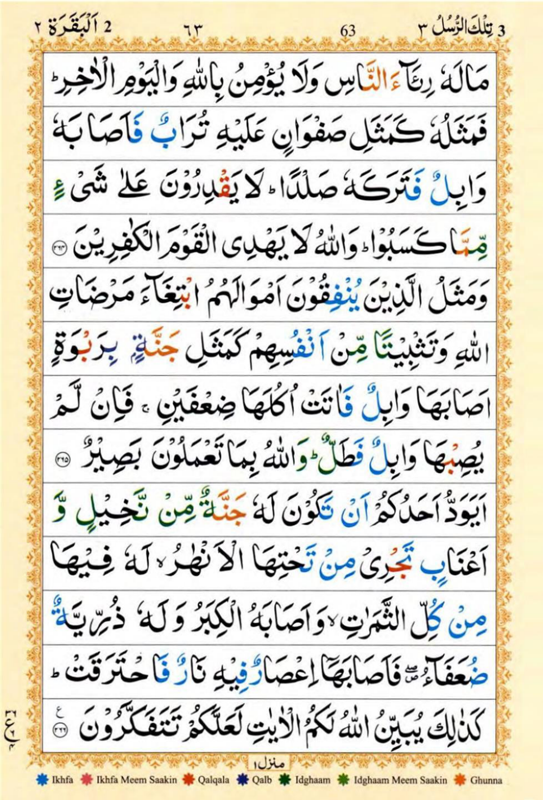 3 تِلْكَ الرُّسُلُ ٣ 63 ٦٣ 2 اَلْبَقَرَة ٢
مَالَهٗ رِئَآءَ النَّاسِ وَلَا يُؤْمِنُ بِاللّٰهِ وَالْيَوْمِ الْاٰخِرِؕ
فَمَثَلُهٗ كَمَثَلِ صَفْوَانٍ عَلَيْهِ تُرَابٌ فَاَصَابَهٗ
وَابِلٌ فَتَرَكَهٗ صَلْدًاؕ لَا يَقْدِرُوْنَ عَلٰى شَىْءٍ
مِّمَّا كَسَبُوْاؕ وَاللّٰهُ لَا يَهْدِى الْقَوْمَ الْكٰفِرِيْنَ ٢٦٤
وَمَثَلُ الَّذِيْنَ يُنْفِقُوْنَ اَمْوَالَهُمُ ابْتِغَآءَ مَرْضَاتِ
اللّٰهِ وَتَثْبِيْتًا مِّنْ اَنْفُسِهِمْ كَمَثَلِ جَنَّةٍۭ بِرَبْوَةٍ
اَصَابَهَا وَابِلٌ فَاٰتَتْ اُكُلَهَا ضِعْفَيْنِۚ فَاِنْ لَّمْ
يُصِبْهَا وَابِلٌ فَطَلٌّؕ وَاللّٰهُ بِمَا تَعْمَلُوْنَ بَصِيْرٌ ٢٦٥
اَيَوَدُّ اَحَدُكُمْ اَنْ تَكُوْنَ لَهٗ جَنَّةٌ مِّنْ نَّخِيْلٍ وَّ
اَعْنَابٍ تَجْرِىْ مِنْ تَحْتِهَا الْاَنْهٰرُۙ لَهٗ فِيْهَا
مِنْ كُلِّ الثَّمَرٰتِۙ وَاَصَابَهُ الْكِبَرُ وَلَهٗ ذُرِّيَّةٌ
ضُعَفَآءُ ۖ فَاَصَابَهَاۤ اِعْصَارٌ فِيْهِ نَارٌ فَاحْتَرَقَتْؕ
كَذٰلِكَ يُبَيِّنُ اللّٰهُ لَكُمُ الْاٰيٰتِ لَعَلَّكُمْ تَتَفَكَّرُوْنَ ٢٦٦ ع
منزل ١
Ikhfa Ikhfa Meem Saakin Qalqala Qalb Idghaam Idghaam Meem Saakin Ghunna